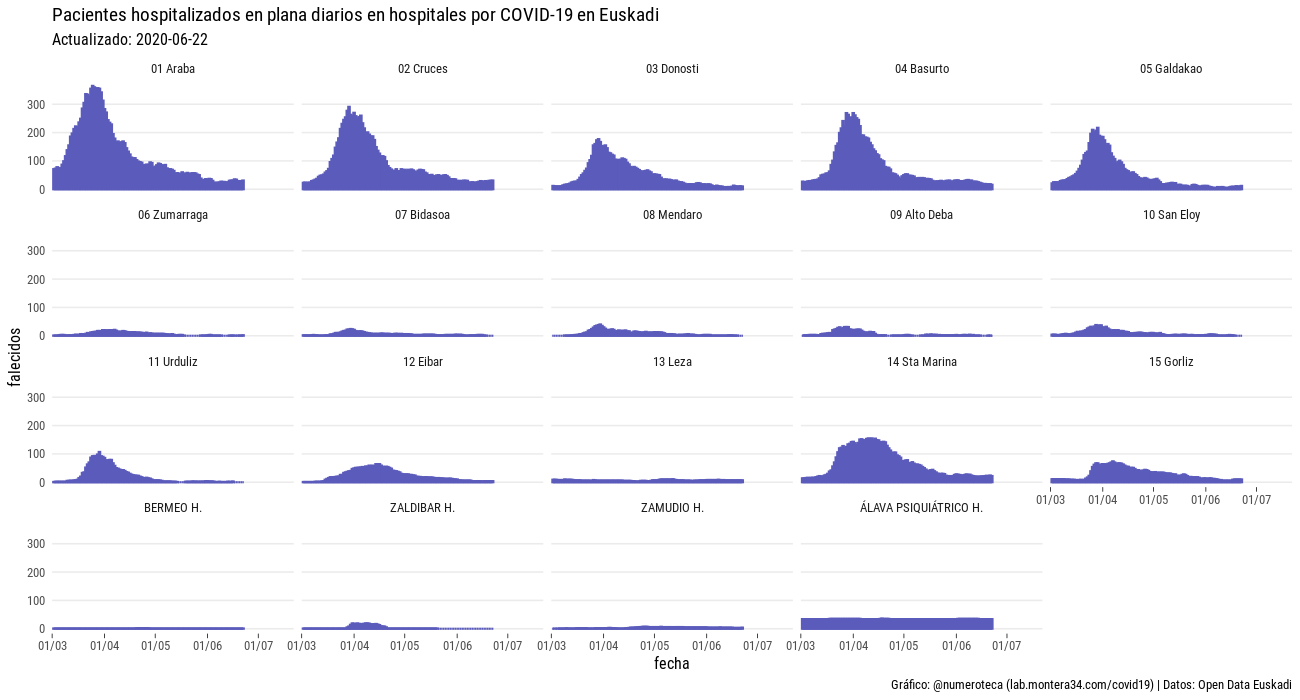 Pacientes hospitalizados en plana diarios en hospitales por COVID-19 en Euskadi
Actualizado: 2020-06-22
01 Araba 02 Cruces 03 Donosti 04 Basurto 05 Galdakao
300
200
100
0
06 Zumarraga 07 Bidasoa 08 Mendaro 09 Alto Deba 10 San Eloy
300
200
100
0
falecidos
11 Urduliz 12 Eibar 13 Leza 14 Sta Marina 15 Gorliz
300
200
100
0
01/03 01/04 01/05 01/06 01/07
BERMEO H. ZALDIBAR H. ZAMUDIO H. ÁLAVA PSIQUIÁTRICO H.
300
200
100
0
01/03 01/04 01/05 01/06 01/07 01/03 01/04 01/05 01/06 01/07 01/03 01/04 01/05 01/06 01/07 01/03 01/04 01/05 01/06 01/07
fecha
Gráfico: @numeroteca (lab.montera34.com/covid19) | Datos: Open Data Euskadi